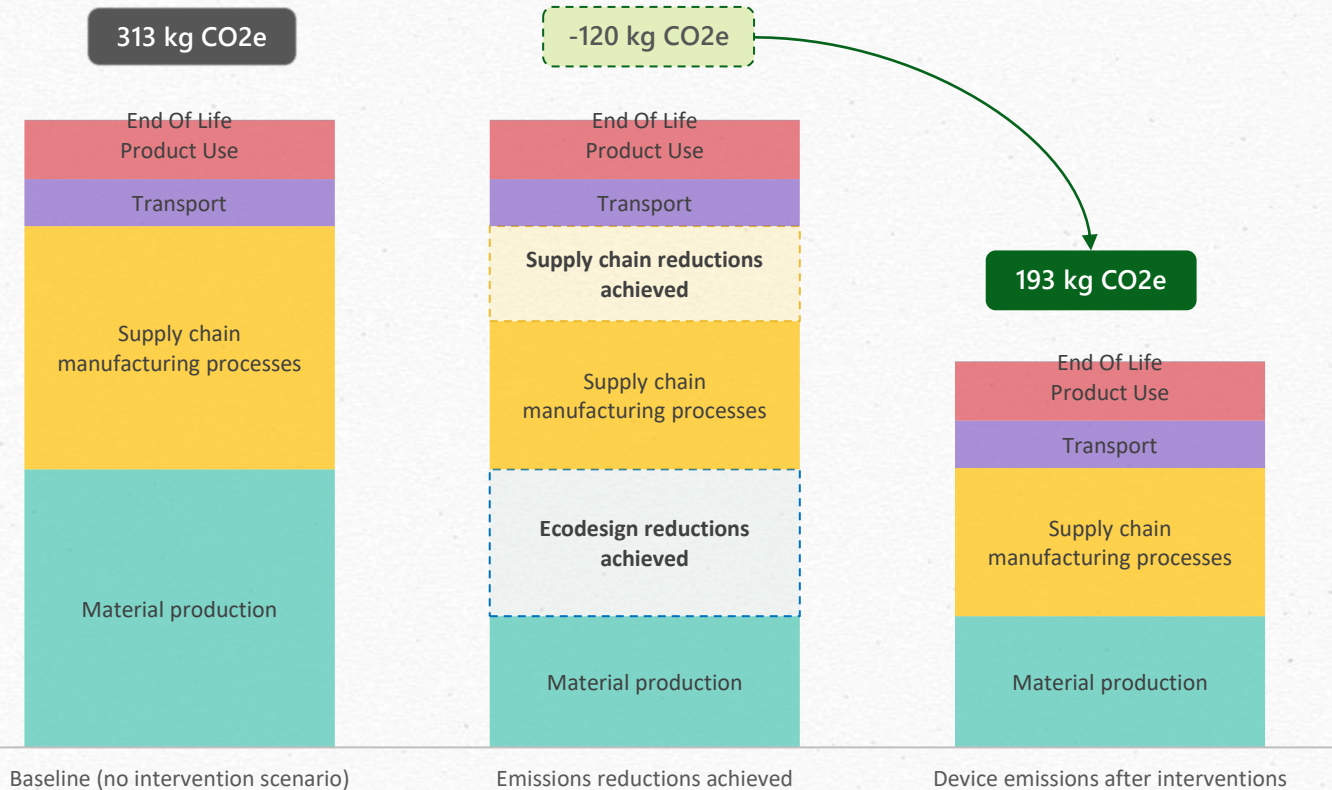 313 kg CO2e
-120 kg CO2e
End Of Life
Product Use
Transport
Supply chain
manufacturing processes
Material production
End Of Life
Product Use
Transport
Supply chain reductions
achieved
Supply chain
manufacturing processes
Ecodesign reductions
achieved
Material production
193 kg CO2e
End Of Life
Product Use
Transport
Supply chain
manufacturing processes
Material production
Baseline (no intervention scenario)
Emissions reductions achieved
Device emissions after interventions